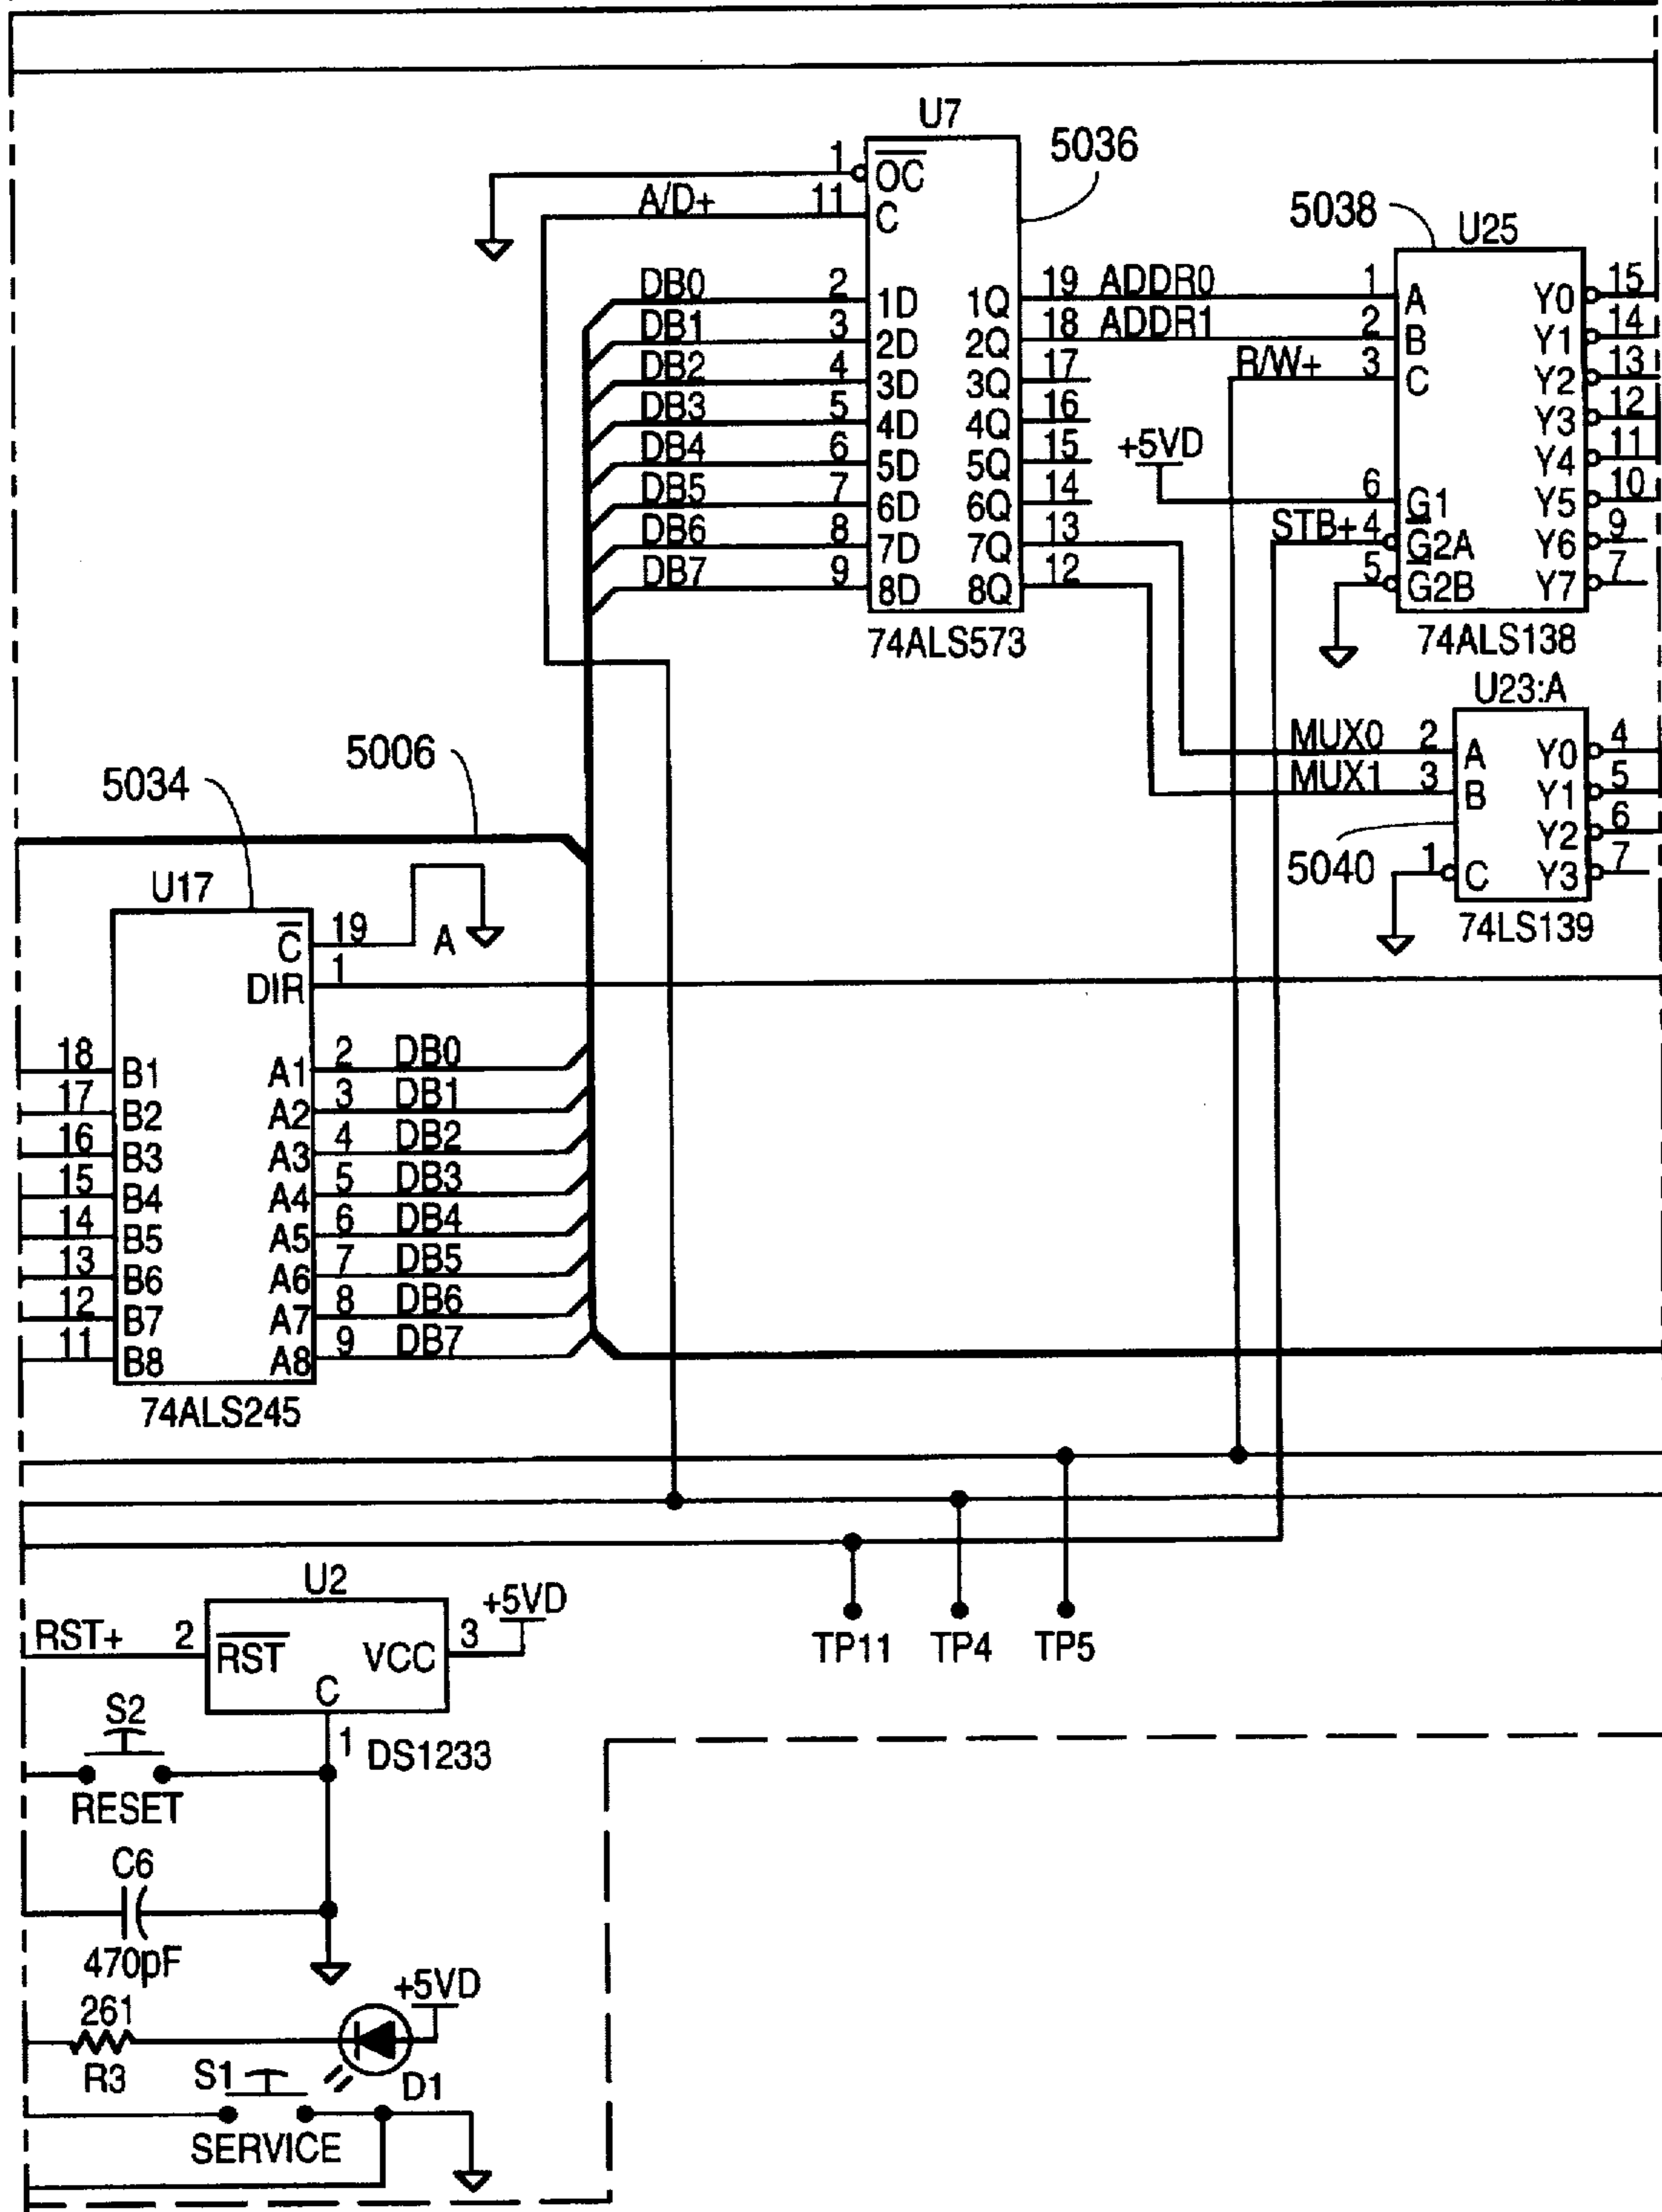 U7
5036
1 OC
A/D+ 11 C
5038
U25
DB0 2 1D 1Q 19 ADDR0 1 A Y0 15
DB1 3 2D 2Q 18 ADDR1 2 B Y1 14
DB2 4 3D 3Q 17 R/W+ 3 C Y2 13
DB3 5 4D 4Q 16 Y3 12
DB4 6 5D 5Q 15 +5VD Y4 11
DB5 7 6D 6Q 14 6 G1 Y5 10
DB6 8 7D 7Q 13 STB+ 4 G2A Y6 9
DB7 9 8D 8Q 12 5 G2B Y7 7
74ALS573
74ALS138
U23:A
MUX0 2 A Y0 4
MUX1 3 B Y1 5
Y2 6
5040 1 C Y3 7
74LS139
5006
5034
U17
C 19 A
DIR 1
18 B1 A1 2 DB0
17 B2 A2 3 DB1
16 B3 A3 4 DB2
15 B4 A4 5 DB3
14 B5 A5 6 DB4
13 B6 A6 7 DB5
12 B7 A7 8 DB6
11 B8 A8 9 DB7
74ALS245
U2
RST+ 2 RST VCC 3 +5VD
C
1 DS1233
TP11 TP4 TP5
S2
RESET
C6
470pF
261
R3
+5VD
D1
S1
SERVICE